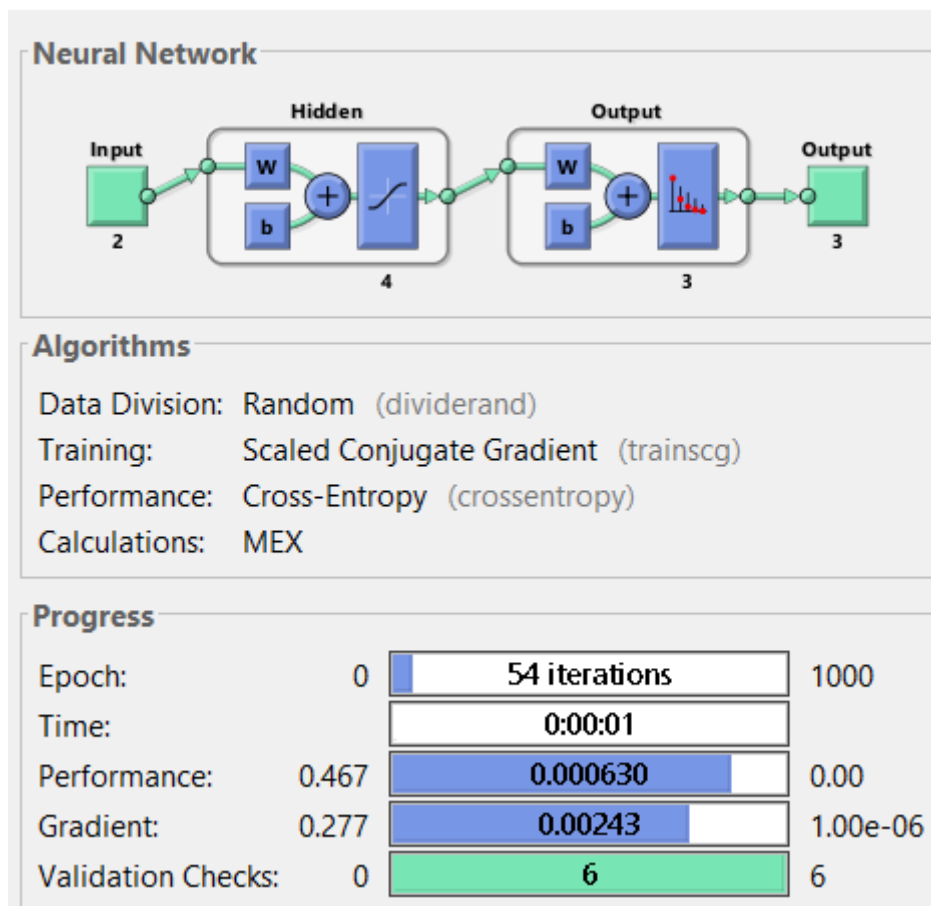 Neural Network
Hidden
Output
Input
Output
W
W
+
+
b
b
2
3
4
3
Algorithms
Data Division: Random (dividerand)
Training: Scaled Conjugate Gradient (trainscg)
Performance: Cross-Entropy (crossentropy)
Calculations: MEX
Progress
Epoch: 0 54 iterations 1000
Time: 0:00:01
Performance: 0.467 0.000630 0.00
Gradient: 0.277 0.00243 1.00e-06
Validation Checks: 0 6 6